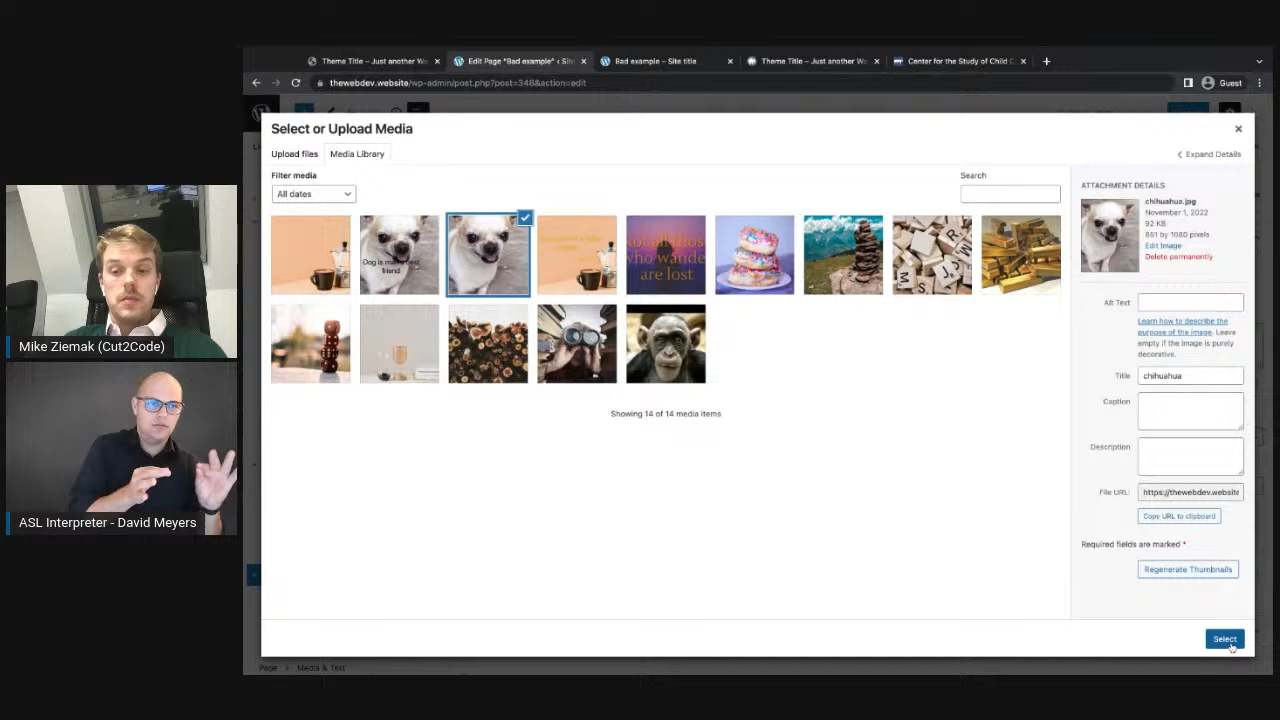 Theme Title – Just another We
Edit Page "Bad example" ‹ Site
Bad example – Site title
Theme Title – Just another We
Center for the Study of Child C
thewebdev.website/wp-admin/post.php?post=348&action=edit
Guest
Select or Upload Media
Upload files
Media Library
Expand Details
Filter media
All dates
Search
Dog is man's best
friend
Not all those
who wander
are lost
ATTACHMENT DETAILS
chihuahua.jpg
November 1, 2022
92 KB
851 by 1080 pixels
Edit Image
Delete permanently
Alt Text
Learn how to describe the
purpose of the image. Leave
empty if the image is purely
decorative.
Title
chihuahua
Caption
Description
File URL:
https://thewebdev.website
Copy URL to clipboard
Required fields are marked *
Regenerate Thumbnails
Showing 14 of 14 media items
Select
Page
Media & Text
Mike Ziemak (Cut2Code)
ASL Interpreter - David Meyers